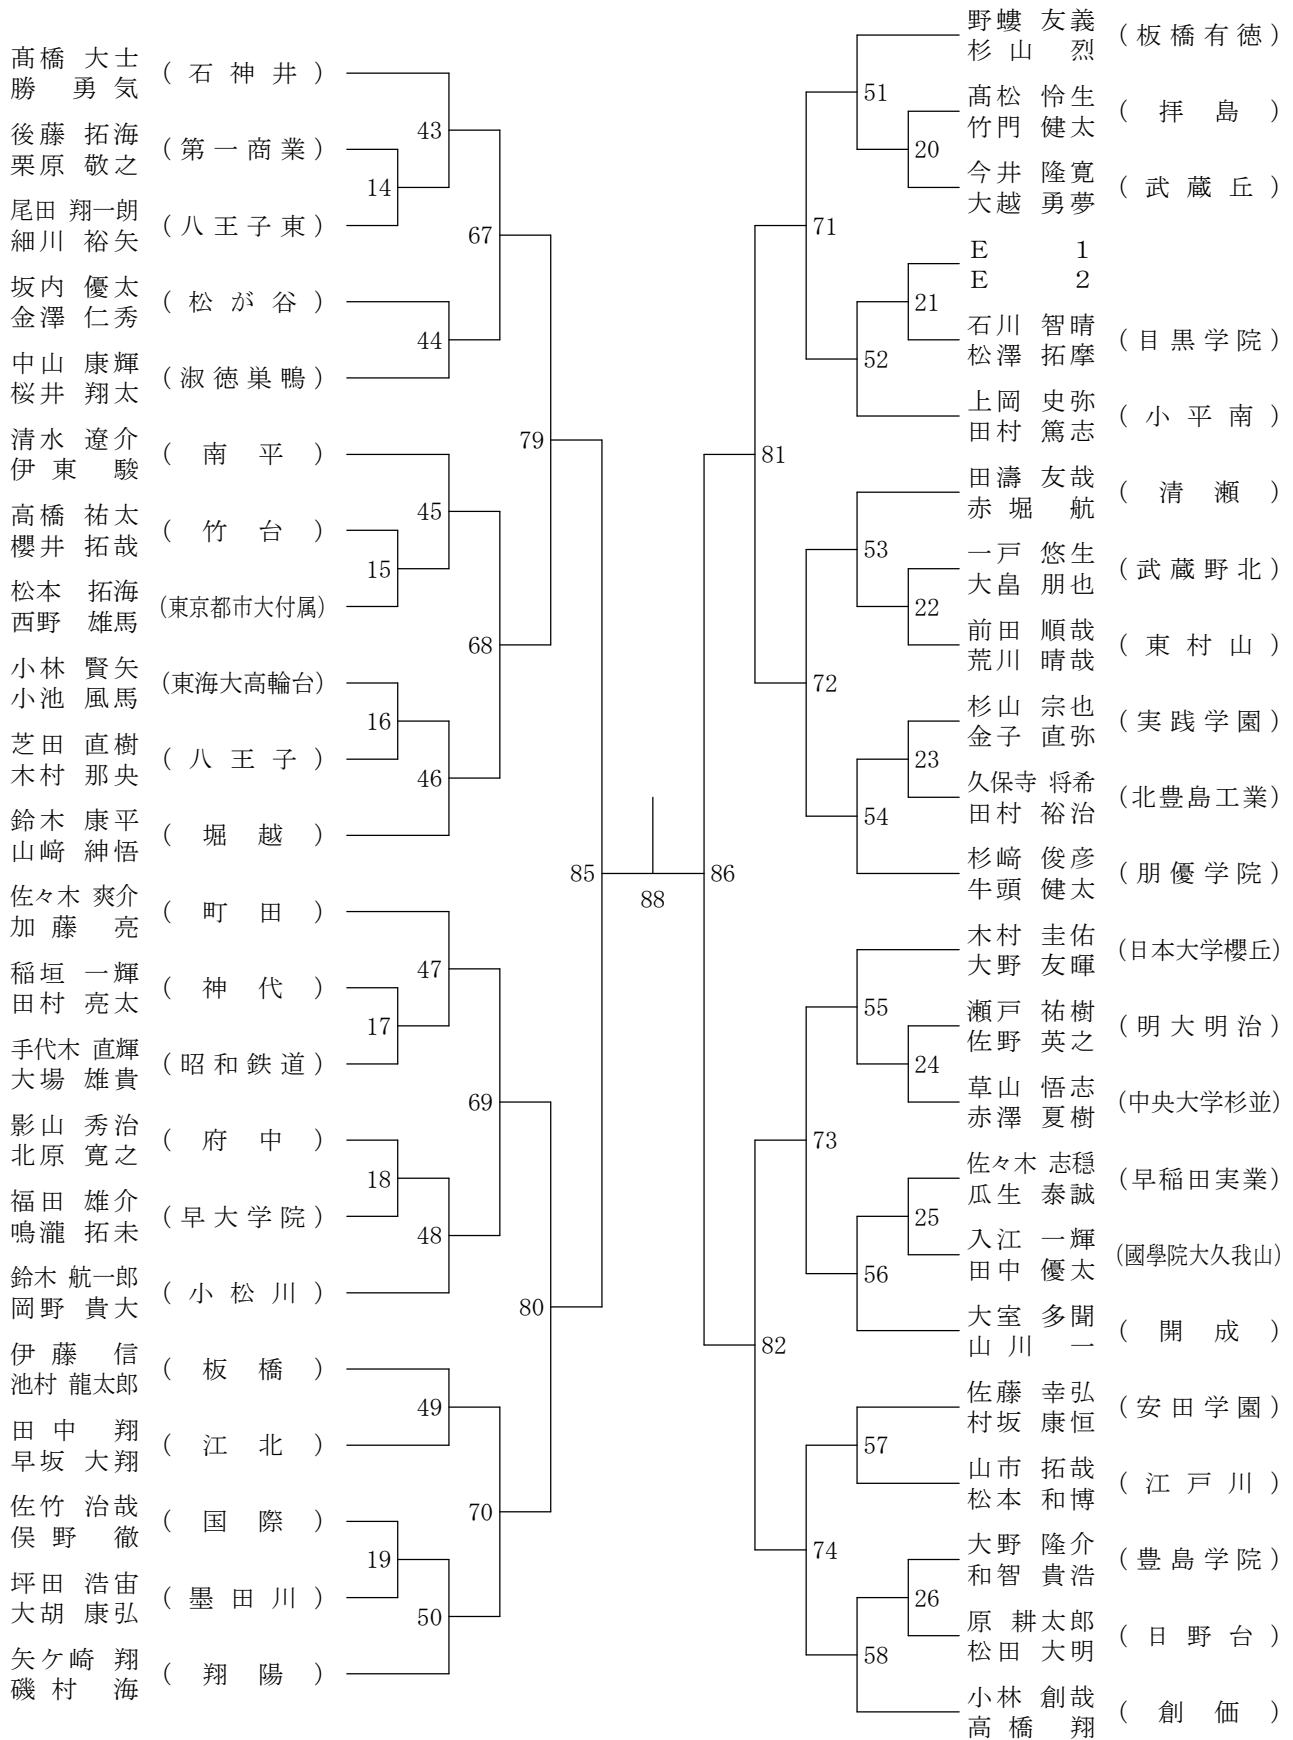 髙橋 大士
勝 勇気 (石神井)
43
後藤 拓海
栗原 敬之 (第一商業)
14
尾田 翔一朗
細川 裕矢 (八王子東)
67
坂内 優太
金澤 仁秀 (松が谷)
44
中山 康輝
桜井 翔太 (淑徳巣鴨)
79
清水 遼介
伊東 駿 (南平)
45
高橋 祐太
櫻井 拓哉 (竹台)
15
松本 拓海
西野 雄馬 (東京都市大付属)
68
小林 賢矢
小池 風馬 (東海大高輪台)
16
芝田 直樹
木村 那央 (八王子)
46
鈴木 康平
山﨑 紳悟 (堀越)
85
佐々木 爽介
加藤 亮 (町田)
47
稲垣 一輝
田村 亮太 (神代)
17
手代木 直輝
大場 雄貴 (昭和鉄道)
69
影山 秀治
北原 寛之 (府中)
18
福田 雄介
鳴瀧 拓未 (早大学院)
48
鈴木 航一郎
岡野 貴大 (小松川)
80
伊藤 信
池村 龍太郎 (板橋)
49
田中 翔
早坂 大翔 (江北)
70
佐竹 治哉
俣野 徹 (国際)
19
坪田 浩宙
大胡 康弘 (墨田川)
50
矢ケ崎 翔
磯村 海 (翔陽)
88
野螻 友義
杉山 烈 (板橋有徳)
51
髙松 怜生
竹門 健太 (拝島)
20
今井 隆寛
大越 勇夢 (武蔵丘)
71
E 1
E 2
21
石川 智晴
松澤 拓摩 (目黒学院)
52
上岡 史弥
田村 篤志 (小平南)
81
田濤 友哉
赤堀 航 (清瀬)
53
一戸 悠生
大畠 朋也 (武蔵野北)
22
前田 順哉
荒川 晴哉 (東村山)
72
杉山 宗也
金子 直弥 (実践学園)
23
久保寺 将希
田村 裕治 (北豊島工業)
54
杉﨑 俊彦
牛頭 健太 (朋優学院)
86
木村 圭佑
大野 友暉 (日本大学櫻丘)
55
瀬戸 祐樹
佐野 英之 (明大明治)
24
草山 悟志
赤澤 夏樹 (中央大学杉並)
73
佐々木 志穏
瓜生 泰誠 (早稲田実業)
25
入江 一輝
田中 優太 (國學院大久我山)
56
大室 多聞
山川 一 (開成)
82
佐藤 幸弘
村坂 康恒 (安田学園)
57
山市 拓哉
松本 和博 (江戸川)
74
大野 隆介
和智 貴浩 (豊島学院)
26
原 耕太郎
松田 大明 (日野台)
58
小林 創哉
高橋 翔 (創価)